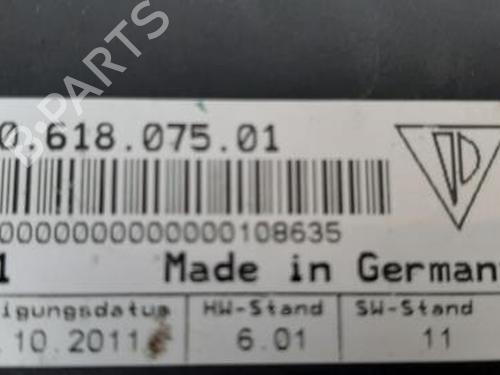 B-PARTS
0.618.075.01
0000000000000000108635
1 Made in German
igungsdatum HW-Stand SW-Stand
.10.2011 6.01 11